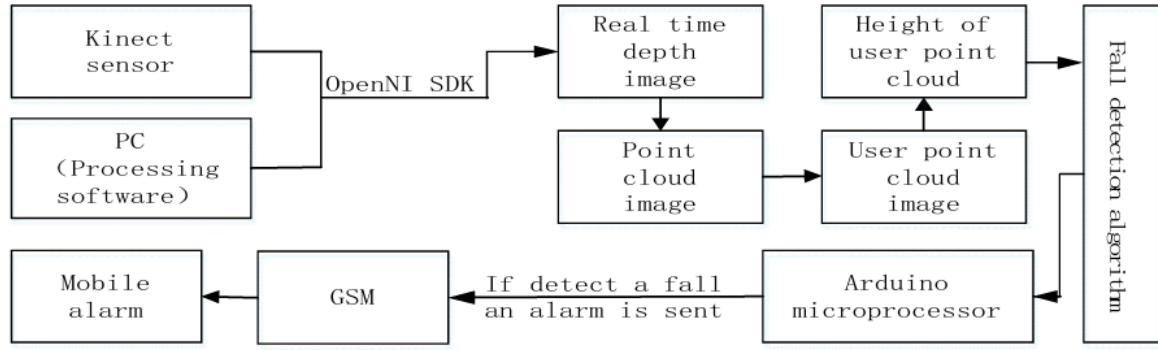 Kinect
sensor
PC
(Processing
software)
OpenNI SDK
Real time
depth
image
Point
cloud
image
User point
cloud
image
Height of
user point
cloud
Fall detection algorithm
Arduino
microprocessor
If detect a fall
an alarm is sent
GSM
Mobile
alarm